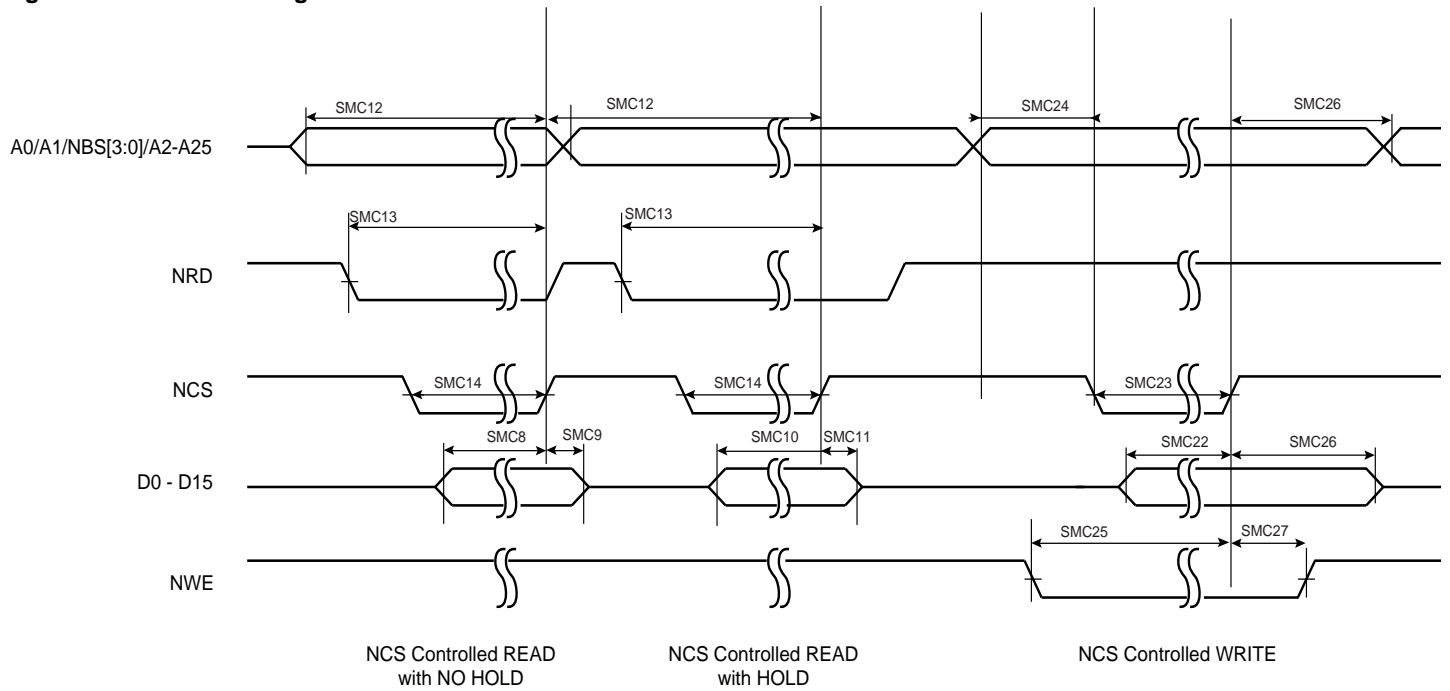 SMC12
SMC12
SMC24
SMC26
A0/A1/NBS[3:0]/A2-A25
SMC13
SMC13
NRD
NCS
SMC14
SMC14
SMC23
SMC8
SMC9
SMC10
SMC11
SMC22
SMC26
D0 - D15
SMC25
SMC27
NWE
NCS Controlled READ
with NO HOLD
NCS Controlled READ
with HOLD
NCS Controlled WRITE